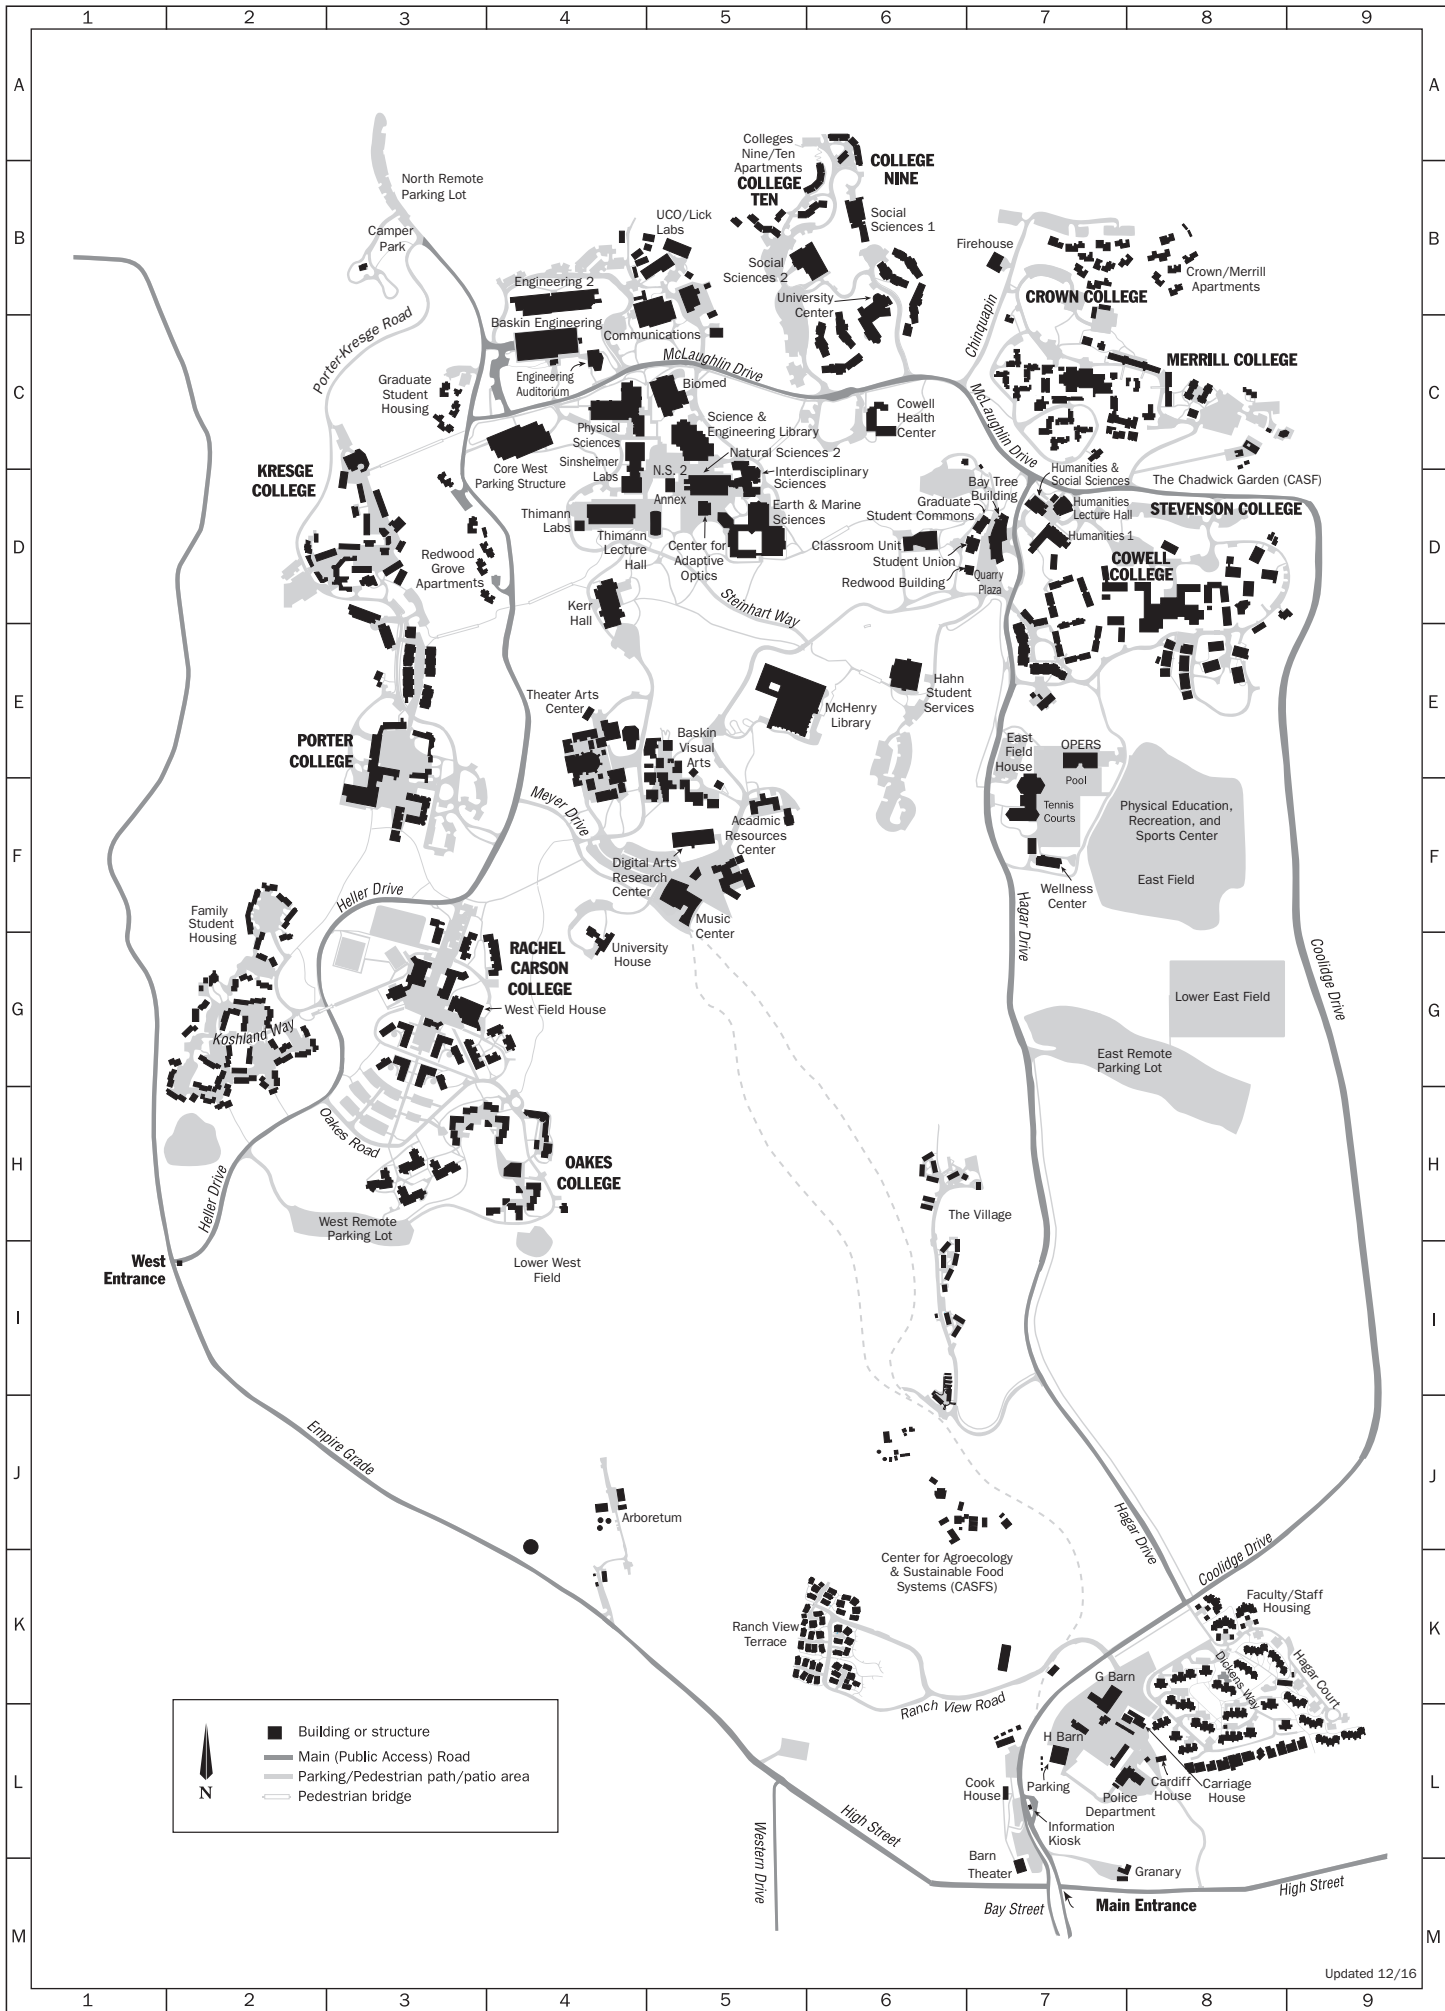 1 2 3 4 5 6 7 8 9
A
A
North Remote
Parking Lot
Camper
Park
Colleges
Nine/Ten
Apartments
COLLEGE
TEN
COLLEGE
NINE
UCO/Lick
Labs
Social
Sciences 1
Social
Sciences 2
University
Center
Firehouse
Crown/Merrill
Apartments
CROWN COLLEGE
B
B
Engineering 2
Baskin Engineering
Communications
Engineering
Auditorium
Porter-Kresge Road
McLaughlin Drive
Chinquapin
McLaughlin Drive
MERRILL COLLEGE
Graduate
Student
Housing
Biomed
Cowell
Health
Center
C
C
Physical
Sciences
Science &
Engineering Library
Natural Sciences 2
Core West
Parking Structure
Sinsheimer
Labs
N.S. 2
Annex
Interdisciplinary
Sciences
KRESGE
COLLEGE
Humanities &
Social Sciences
The Chadwick Garden (CASF)
Bay Tree
Building
Graduate
Student Commons
Humanities
Lecture Hall
STEVENSON COLLEGE
Earth & Marine
Sciences
Thimann
Labs
Thimann
Lecture
Hall
Center for
Adaptive
Optics
Classroom Unit
Student Union
Redwood Building
Quarry
Plaza
Humanities 1
COWELL
COLLEGE
Redwood
Grove
Apartments
D
D
Kerr
Hall
Steinhart Way
Theater Arts
Center
McHenry
Library
Hahn
Student
Services
Baskin
Visual
Arts
E
E
PORTER
COLLEGE
East
Field
House
OPERS
Pool
Tennis
Courts
Physical Education,
Recreation, and
Sports Center
East Field
Meyer Drive
Acadmic
Resources
Center
Digital Arts
Research
Center
Wellness
Center
F
F
Heller Drive
Family
Student
Housing
Music
Center
University
House
RACHEL
CARSON
COLLEGE
West Field House
Hagar Drive
Coolidge Drive
Lower East Field
Koshland Way
East Remote
Parking Lot
G
G
Oakes Road
OAKES
COLLEGE
Heller Drive
West Remote
Parking Lot
The Village
H
H
West
Entrance
Lower West
Field
I
I
Empire Grade
Arboretum
Hagar Drive
J
J
Center for Agroecology
& Sustainable Food
Systems (CASFS)
Coolidge Drive
Faculty/Staff
Housing
Ranch View
Terrace
Dickens Way
Hagar Court
G Barn
Ranch View Road
K
K
H Barn
Cook
House
Parking
Police
Department
Cardiff
House
Carriage
House
Information
Kiosk
Building or structure
Main (Public Access) Road
Parking/Pedestrian path/patio area
Pedestrian bridge
N
L
L
High Street
Western Drive
Barn
Theater
Granary
High Street
Bay Street
Main Entrance
M
M
Updated 12/16
1 2 3 4 5 6 7 8 9